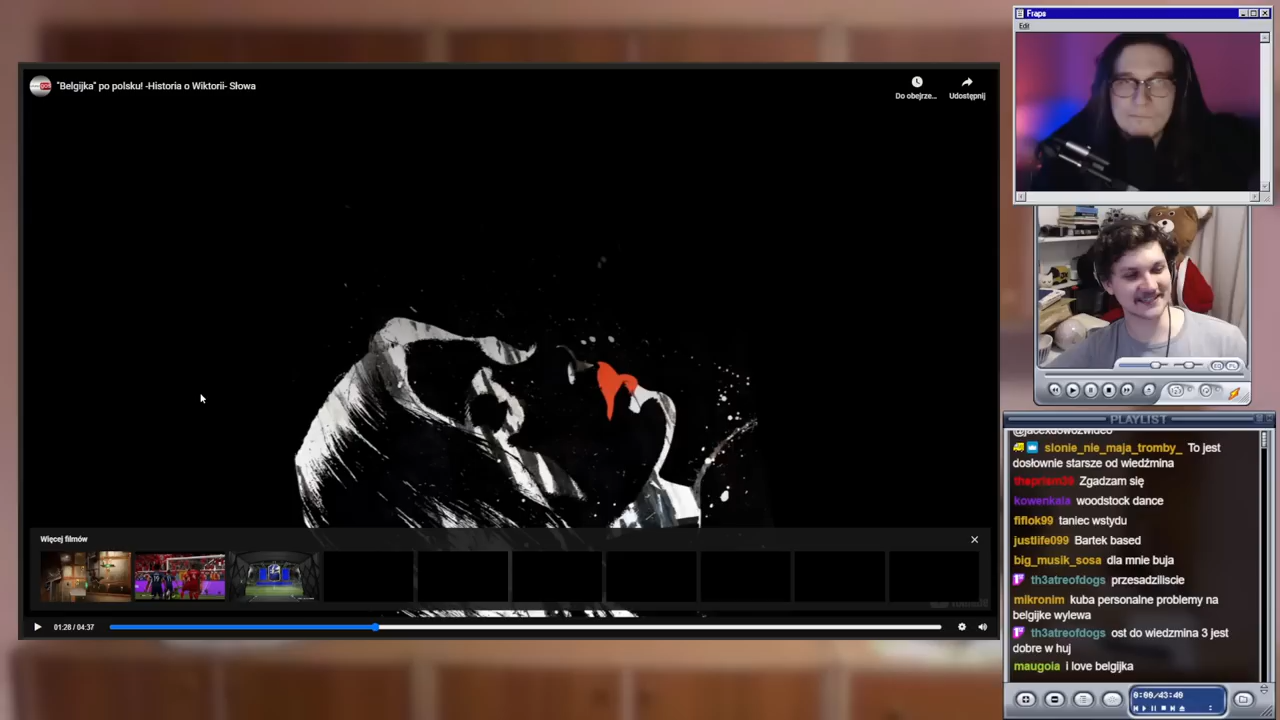 "Belgijka" po polsku! -Historia o Wiktorii- Słowa
Do obejrze...
Udostępnij
Więcej filmów
01:28 / 04:37
Fraps
Edit
PLAYLIST
@jacexdowozwideo
slonie_nie_maja_tromby_ To jest
dosłownie starsze od wiedźmina
theprism39 Zgadzam się
kowenkala woodstock dance
fiflok99 taniec wstydu
justlife099 Bartek based
big_musik_sosa dla mnie buja
th3atreofdogs przesadziliscie
mikronim kuba personalne problemy na
belgijke wylewa
th3atreofdogs ost do wiedzmina 3 jest
dobre w huj
maugola i love belgijka
0:00/43:40